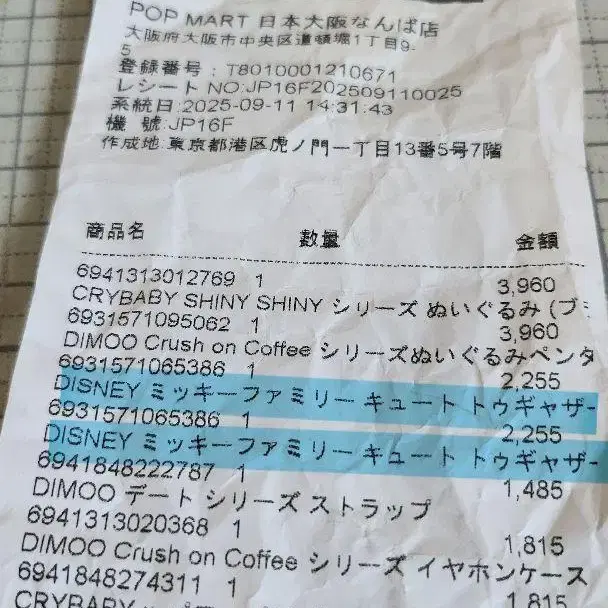 POP MART 日本大阪なんば店
大阪府大阪市中央区道頓堀1丁目9.
5
登録番号:T8010001210671
レシートNO:JP16F202509110025
系統日:2025-09-11 14:31:43
機 號:JP16F
作成地:東京都港区虎ノ門一丁目13番5号7階
商品名 数量 金額
6941313012769 1 3,960
CRYBABY SHINY SHINY シリーズ ぬいぐるみ (プ
6931571095062 1 3,960
DIMOO Crush on Coffee シリーズぬいぐるみペンタ
6931571065386 1 2,255
DISNEY ミッキーファミリー キュート トゥギャザー
6931571065386 1 2,255
DISNEY ミッキーファミリー キュート トゥギャザー
6941848222787 1 1,485
DIMOO デート シリーズ ストラップ
6941313020368 1 1,815
DIMOO Crush on Coffee シリーズ イヤホンケース
6941848274311 1 1,815
CRYBABY